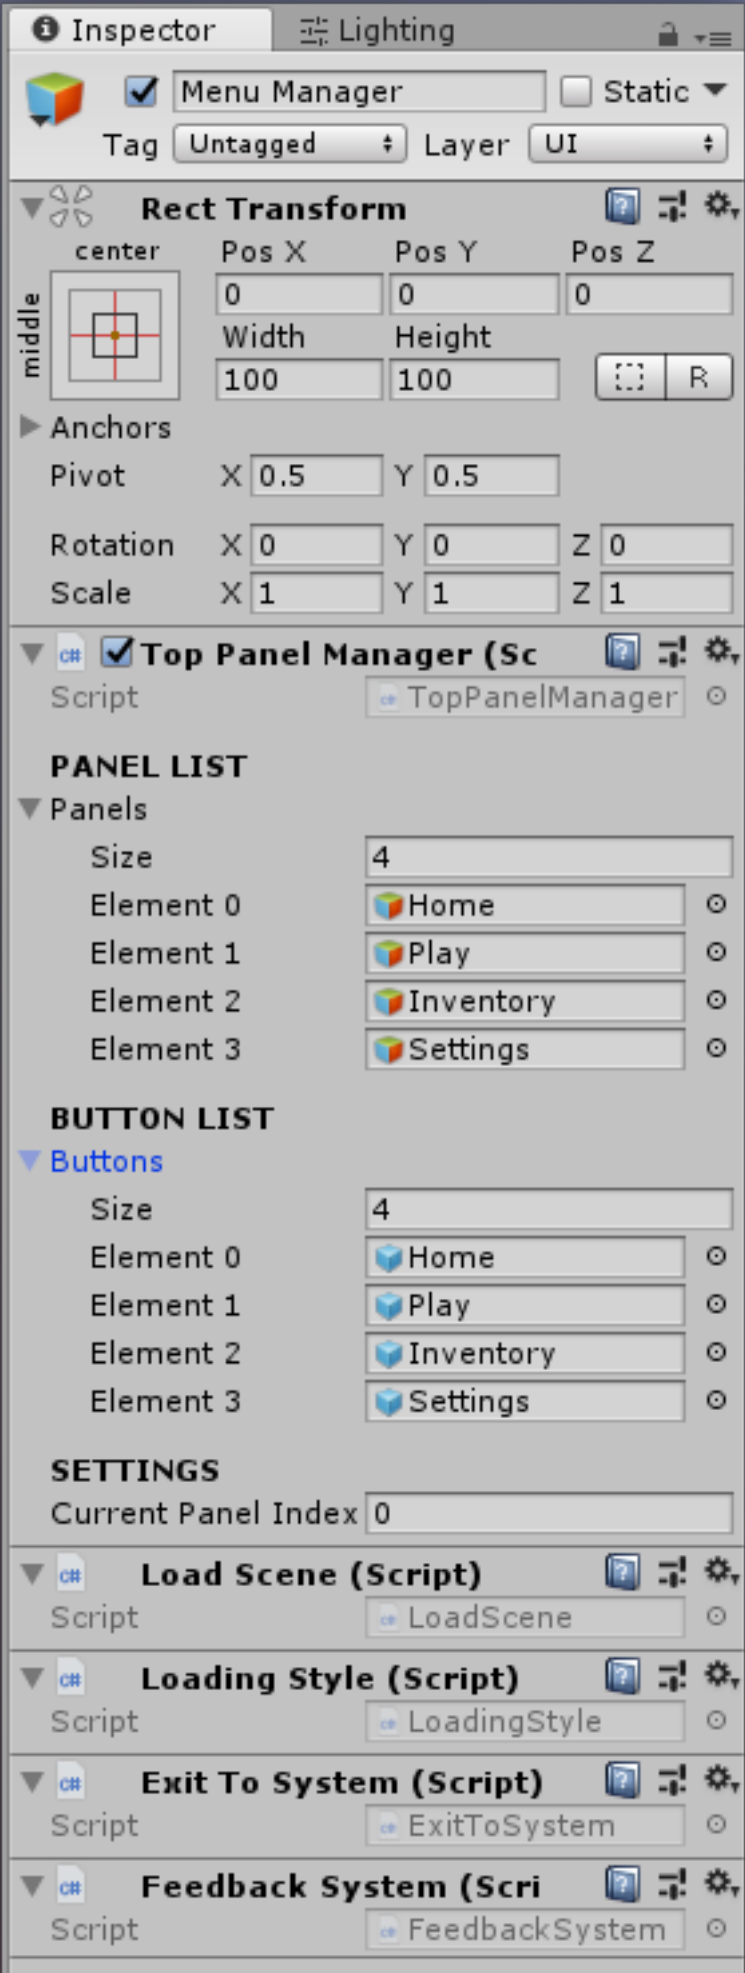 Inspector Lighting
Menu Manager Static
Tag Untagged Layer UI
Rect Transform
center Pos X Pos Y Pos Z
middle
0 0 0
Width Height
100 100 R
Anchors
Pivot X 0.5 Y 0.5
Rotation X 0 Y 0 Z 0
Scale X 1 Y 1 Z 1
c# Top Panel Manager (Sc
Script TopPanelManager
PANEL LIST
Panels
Size 4
Element 0 Home
Element 1 Play
Element 2 Inventory
Element 3 Settings
BUTTON LIST
Buttons
Size 4
Element 0 Home
Element 1 Play
Element 2 Inventory
Element 3 Settings
SETTINGS
Current Panel Index 0
c# Load Scene (Script)
Script LoadScene
c# Loading Style (Script)
Script LoadingStyle
c# Exit To System (Script)
Script ExitToSystem
c# Feedback System (Scri
Script FeedbackSystem